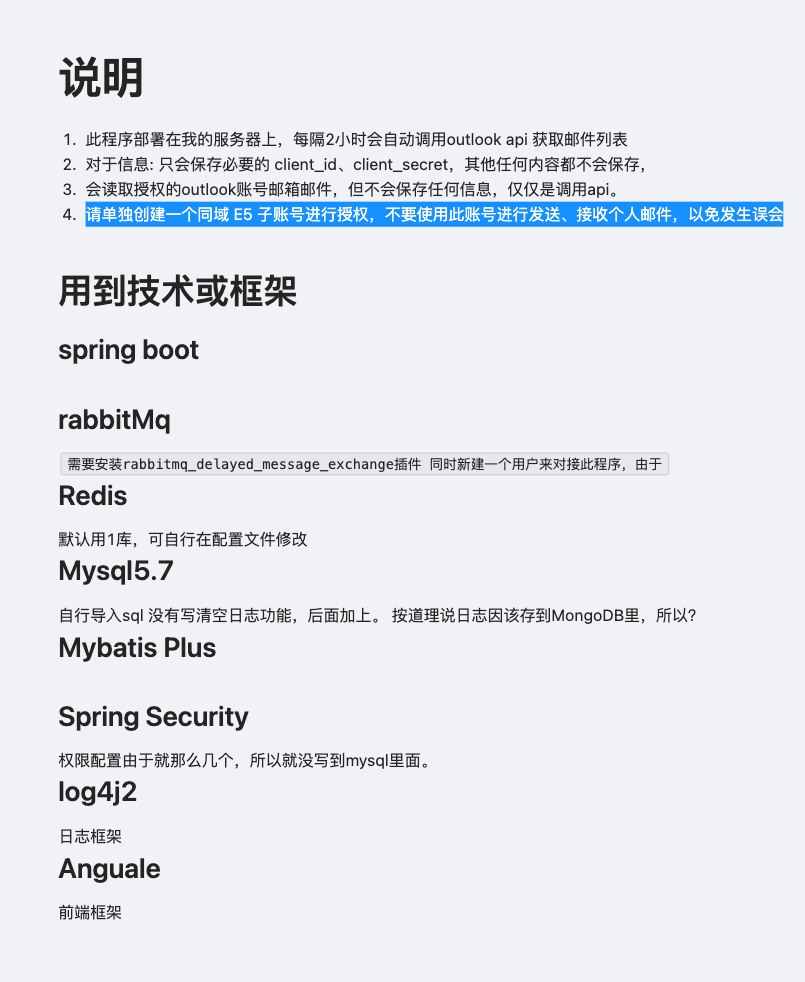 说明
1. 此程序部署在我的服务器上，每隔2小时会自动调用outlook api 获取邮件列表
2. 对于信息: 只会保存必要的 client_id、client_secret，其他任何内容都不会保存，
3. 会读取授权的outlook账号邮箱邮件，但不会保存任何信息，仅仅是调用api。
4. 请单独创建一个同域 E5 子账号进行授权，不要使用此账号进行发送、接收个人邮件，以免发生误会
用到技术或框架
spring boot
rabbitMq
需要安装rabbitmq_delayed_message_exchange插件 同时新建一个用户来对接此程序，由于
Redis
默认用1库，可自行在配置文件修改
Mysql5.7
自行导入sql 没有写清空日志功能，后面加上。 按道理说日志因该存到MongoDB里，所以?
Mybatis Plus
Spring Security
权限配置由于就那么几个，所以就没写到mysql里面。
log4j2
日志框架
Anguale
前端框架